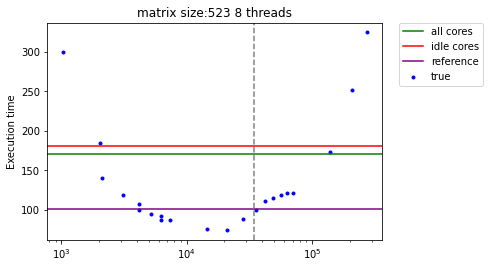 matrix size:523 8 threads
all cores
idle cores
reference
true
Execution time
300
250
200
150
100
10³
10⁴
10⁵